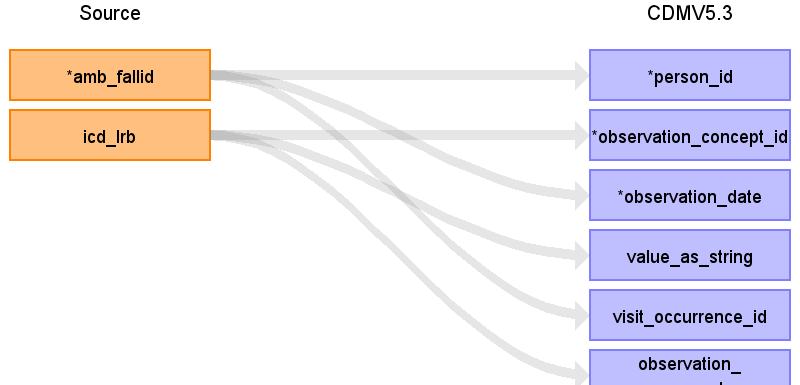 Source
CDMV5.3
*amb_fallid
*person_id
icd_lrb
*observation_concept_id
*observation_date
value_as_string
visit_occurrence_id
observation_